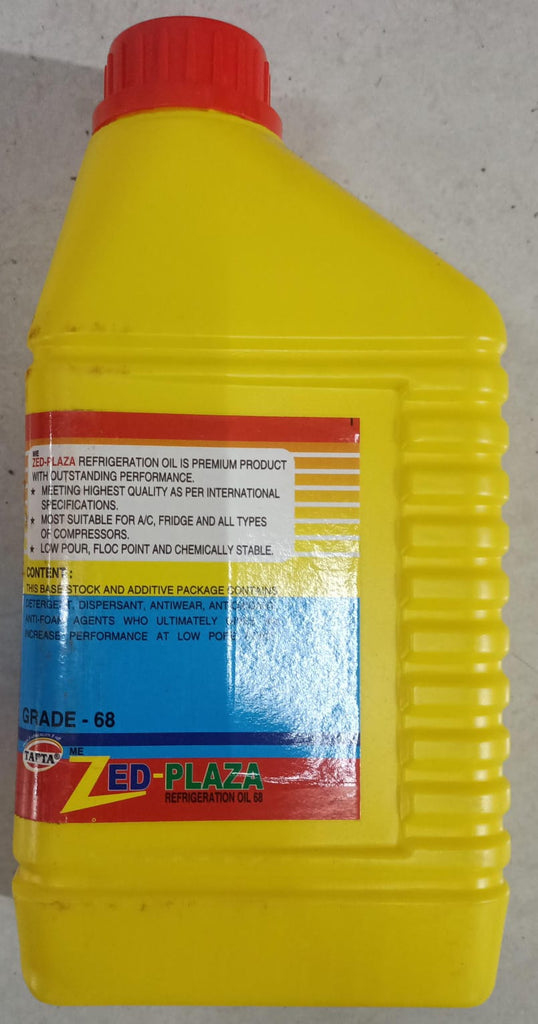 ME
ZED-PLAZA REFRIGERATION OIL IS PREMIUM PRODUCT
WITH OUTSTANDING PERFORMANCE.
★ MEETING HIGHEST QUALITY AS PER INTERNATIONAL
SPECIFICATIONS.
★ MOST SUITABLE FOR A/C, FRIDGE AND ALL TYPES
OF COMPRESSORS.
★ LOW POUR, FLOC POINT AND CHEMICALLY STABLE.
CONTENT :
THIS BASE STOCK AND ADDITIVE PACKAGE CONTAINS
DETERGENT, DISPERSANT, ANTIWEAR,
ANTI-FOAM AGENTS WHO ULTIMATELY
INCREASE PERFORMANCE AT LOW
GRADE - 68
TAFTA®
ME
ZED-PLAZA
REFRIGERATION OIL 68